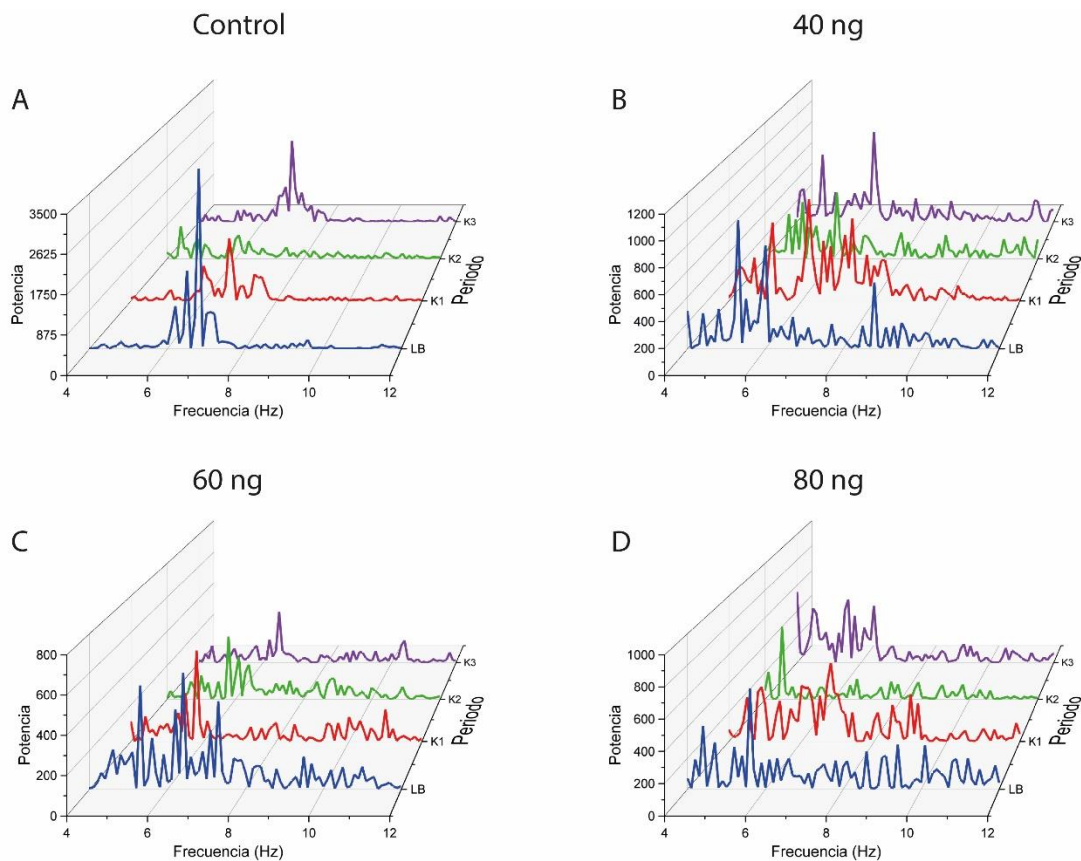 Control
40 ng
A
B
3500
2625
1750
875
0
Potencia
4
6
8
10
12
Frecuencia (Hz)
LB
K1
K2
K3
Periodo
1200
1000
800
600
400
200
0
Potencia
4
6
8
10
12
Frecuencia (Hz)
LB
K1
K2
K3
Periodo
60 ng
80 ng
C
D
800
600
400
200
0
Potencia
4
6
8
10
12
Frecuencia (Hz)
LB
K1
K2
K3
Periodo
1000
800
600
400
200
0
Potencia
4
6
8
10
12
Frecuencia (Hz)
LB
K1
K2
K3
Periodo